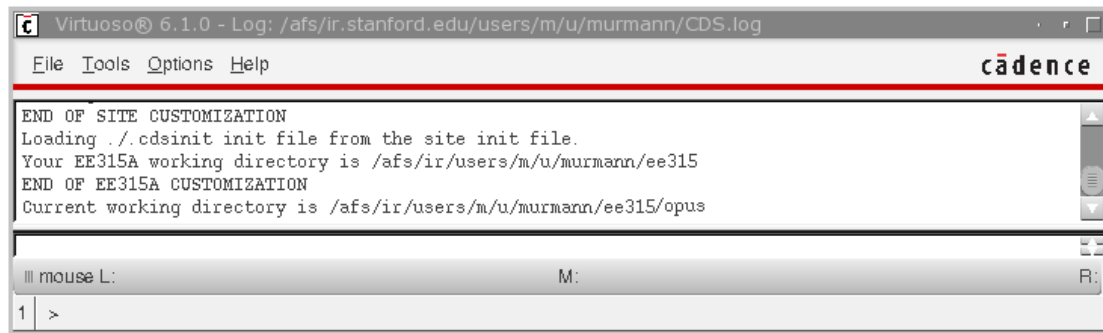 Virtuoso® 6.1.0 - Log: /afs/ir.stanford.edu/users/m/u/murmann/CDS.log
File Tools Options Help
cādence
END OF SITE CUSTOMIZATION
Loading ./.cdsinit init file from the site init file.
Your EE315A working directory is /afs/ir/users/m/u/murmann/ee315
END OF EE315A CUSTOMIZATION
Current working directory is /afs/ir/users/m/u/murmann/ee315/opus
mouse L: M: R:
1 >